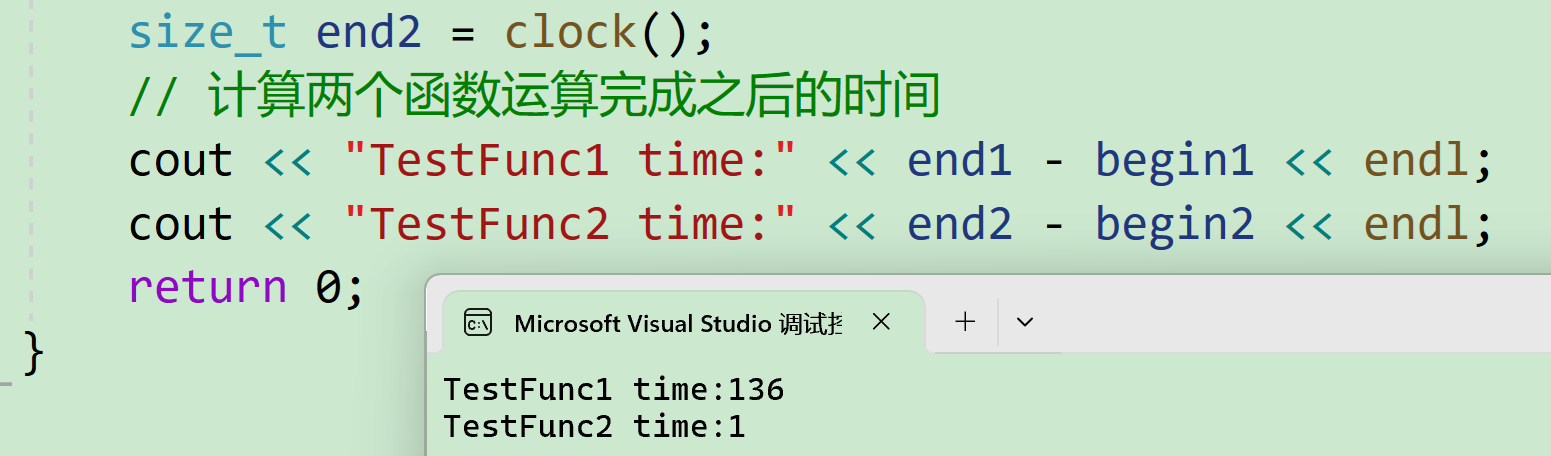 size_t end2 = clock();
// 计算两个函数运算完成之后的时间
cout << "TestFunc1 time:" << end1 - begin1 << endl;
cout << "TestFunc2 time:" << end2 - begin2 << endl;
return 0;
}
Microsoft Visual Studio 调试
TestFunc1 time:136
TestFunc2 time:1